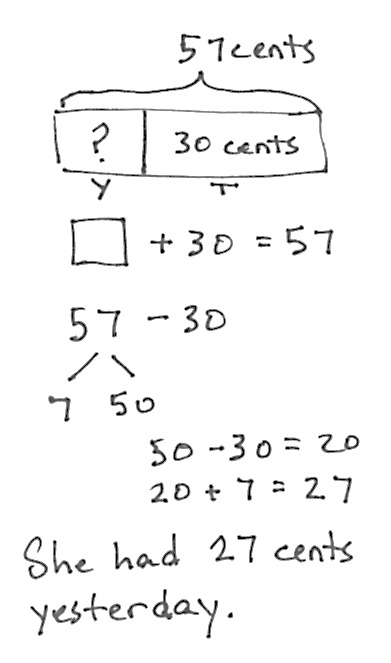 57 cents
? 30 cents
Y T
□ + 30 = 57
57 - 30
7 50
50 - 30 = 20
20 + 7 = 27
She had 27 cents
yesterday.